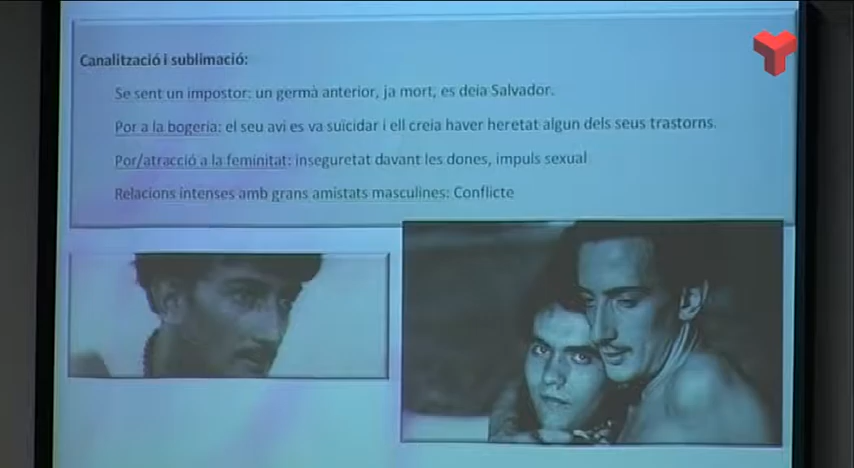 Canalització i sublimació:
Se sent un impostor: un germà anterior, ja mort, es deia Salvador.
Por a la bogeria: el seu avi es va suïcidar i ell creia haver heretat algun dels seus trastorns.
Por/atracció a la feminitat: inseguretat davant les dones, impuls sexual
Relacions intenses amb grans amistats masculines: Conflicte